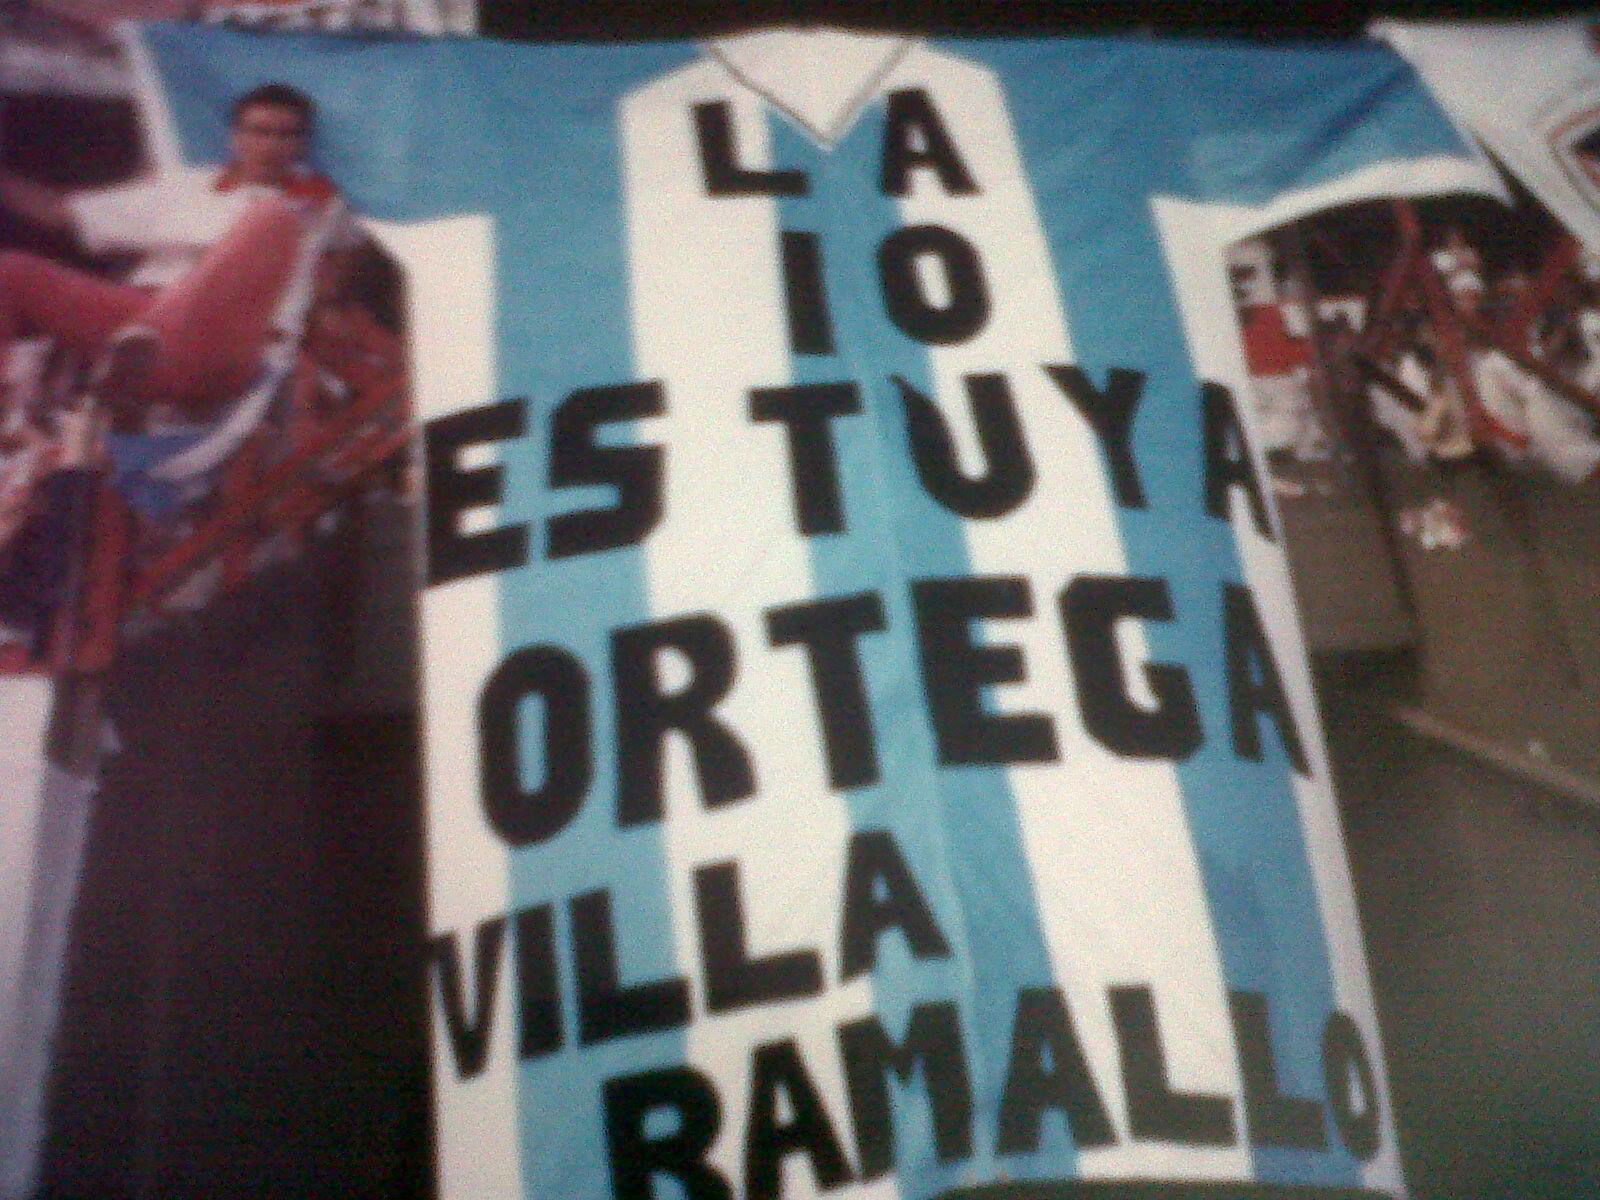 LA
10
ES TUYA
ORTEGA
VILLA
RAMALLO